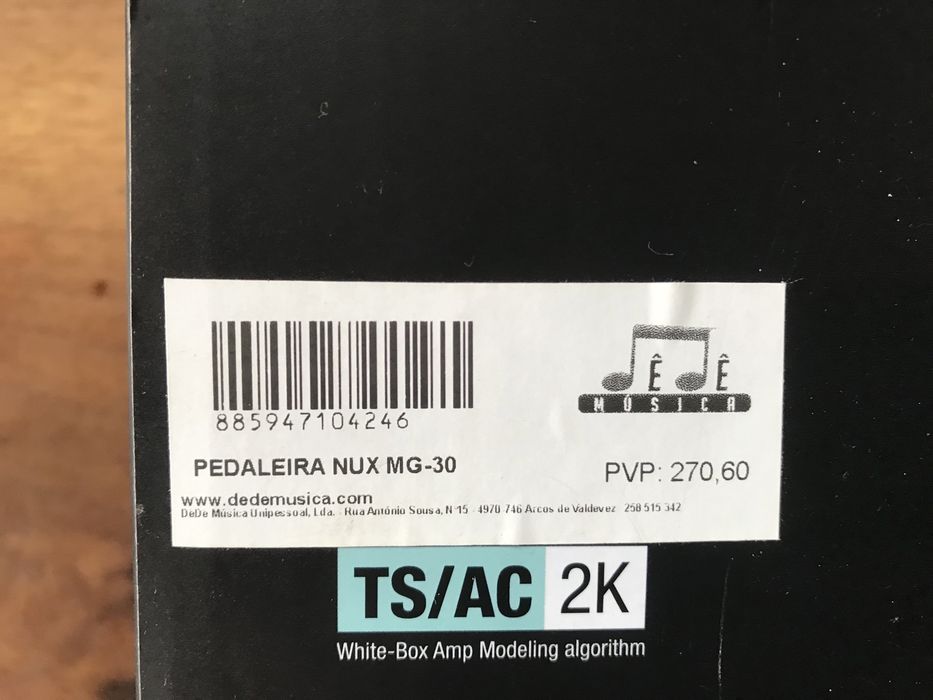 Ê Ê
MÚSICA
885947104246
PEDALEIRA NUX MG-30
PVP: 270,60
www.dedemusica.com
DeDe Música Unipessoal, Lda. - Rua António Sousa, Nº15 - 4970-746 Arcos de Valdevez 258 515 342
TS/AC 2K
White-Box Amp Modeling algorithm